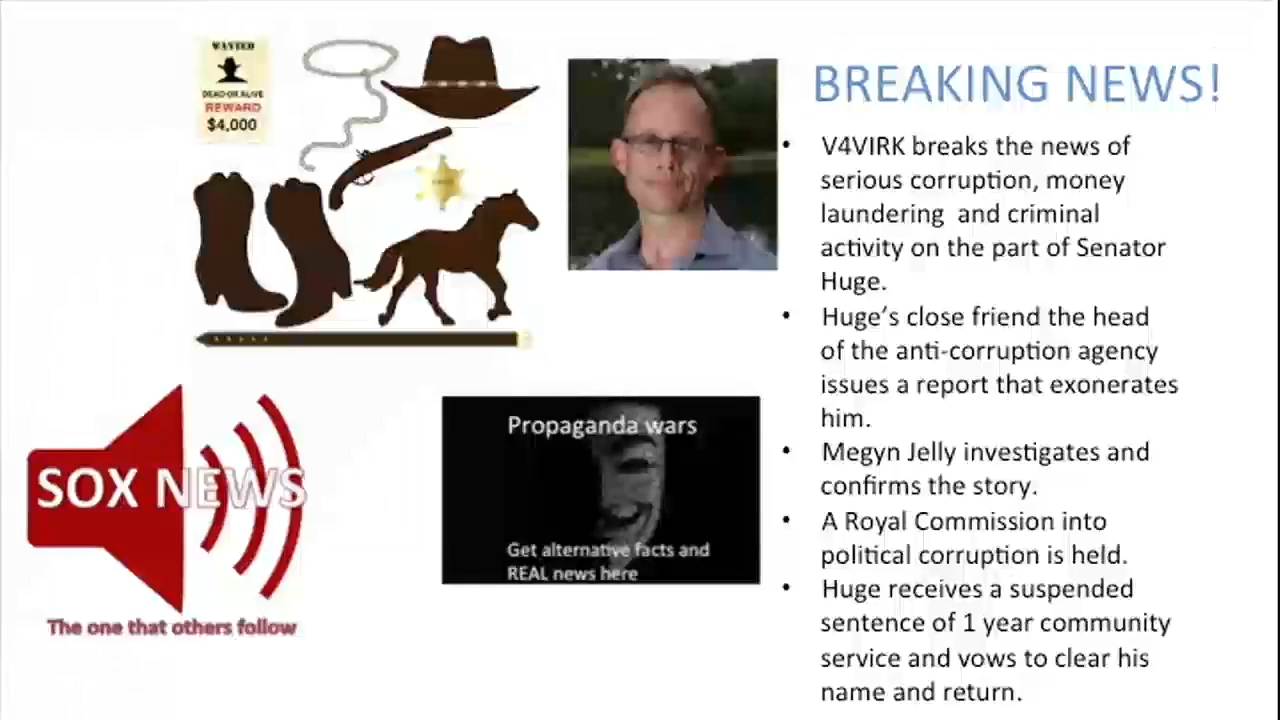 WANTED
DEAD OR ALIVE
REWARD
$4,000
BREAKING NEWS!
• V4VIRK breaks the news of
serious corruption, money
laundering and criminal
activity on the part of Senator
Huge.
• Huge’s close friend the head
of the anti-corruption agency
issues a report that exonerates
him.
• Megyn Jelly investigates and
confirms the story.
• A Royal Commission into
political corruption is held.
• Huge receives a suspended
sentence of 1 year community
service and vows to clear his
name and return.
SOX NEWS
The one that others follow
Propaganda wars
Get alternative facts and
REAL news here